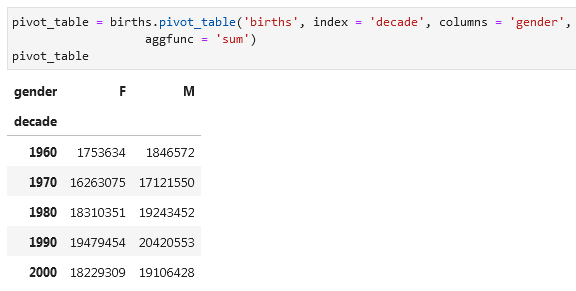 pivot_table = births.pivot_table('births', index = 'decade', columns = 'gender',
aggfunc = 'sum')
pivot_table
gender F M
decade
1960 1753634 1846572
1970 16263075 17121550
1980 18310351 19243452
1990 19479454 20420553
2000 18229309 19106428